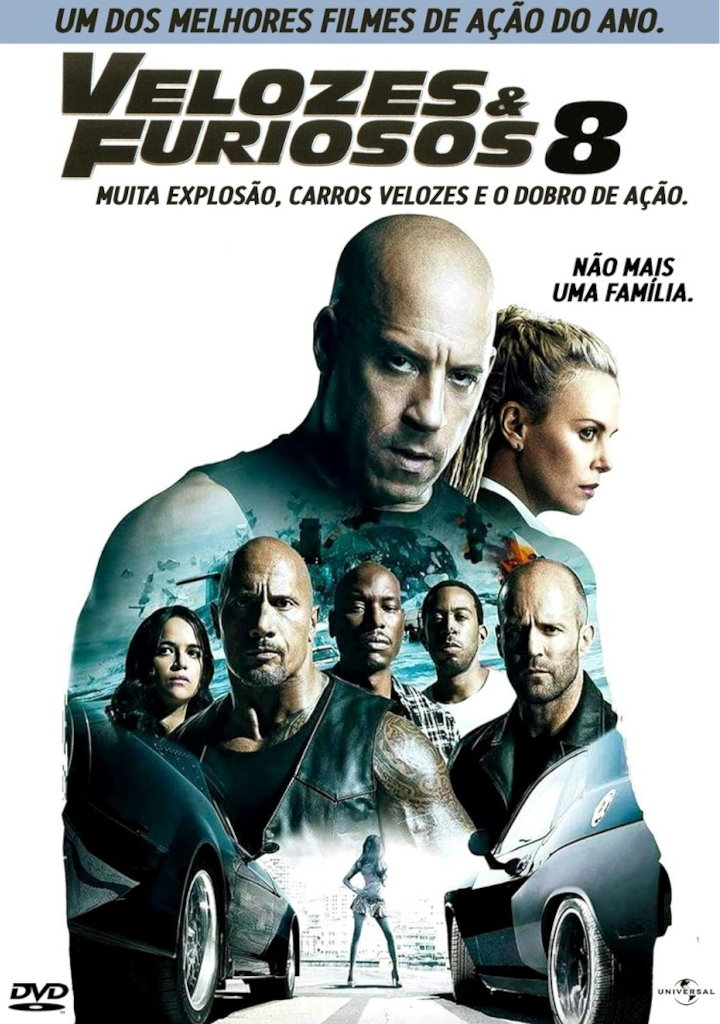 UM DOS MELHORES FILMES DE AÇÃO DO ANO.
VELOZES &
FURIOSOS 8
MUITA EXPLOSÃO, CARROS VELOZES E O DOBRO DE AÇÃO.
NÃO MAIS
UMA FAMÍLIA.
DVD
UNIVERSAL